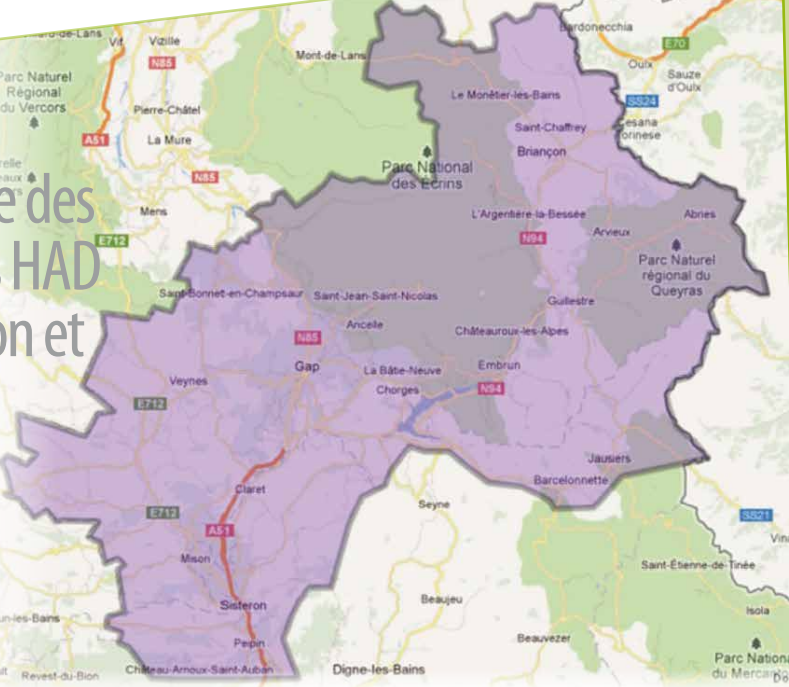 Vif
Vizille
N85
Mont-de-Lans
Bardonecchia
E70
Oulx
Sauze
d'Oulx
Parc Naturel
Régional
du Vercors
Pierre-Châtel
Le Monêtier-les-Bains
SS24
A51
La Mure
Saint-Chaffrey
Cesana
Torinese
Briançon
N85
Parc National
des Écrins
e des
HAD
on et
Mens
L'Argentière-la-Bessée
Abriès
Arvieux
E712
N94
Parc Naturel
régional du
Queyras
Saint-Bonnet-en-Champsaur
Saint-Jean-Saint-Nicolas
Guillestre
Ancelle
Châteauroux-les-Alpes
N85
Gap
La Bâtie-Neuve
Embrun
Veynes
Chorges
N94
E712
Jausiers
Barcelonnette
Claret
Seyne
E712
SS21
A51
Mison
Saint-Étienne-de-Tinée
Beaujeu
Sisteron
Isola
Pepin
Beauvezer
Château-Arnoux-Saint-Auban
Digne-les-Bains
Parc Nationa
du Mercantou
Revest-du-Bion